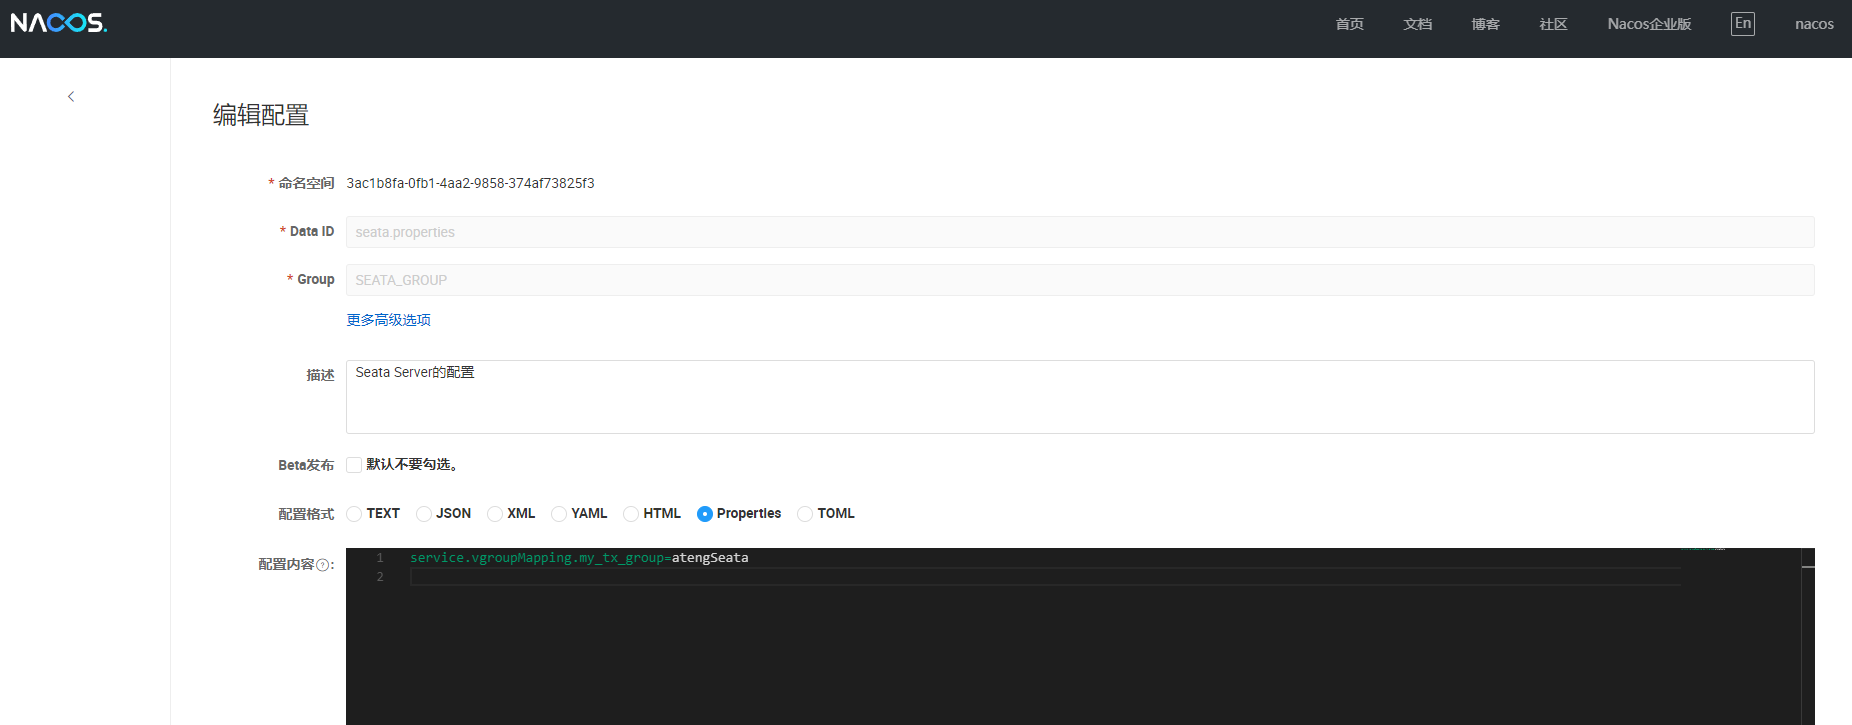 NACOS.
首页 文档 博客 社区 Nacos企业版 En nacos
编辑配置
* 命名空间 3ac1b8fa-0fb1-4aa2-9858-374af73825f3
* Data ID seata.properties
* Group SEATA_GROUP
更多高级选项
描述 Seata Server的配置
Beta发布 默认不要勾选。
配置格式 TEXT JSON XML YAML HTML Properties TOML
配置内容?: 1 service.vgroupMapping.my_tx_group=atengSeata
2